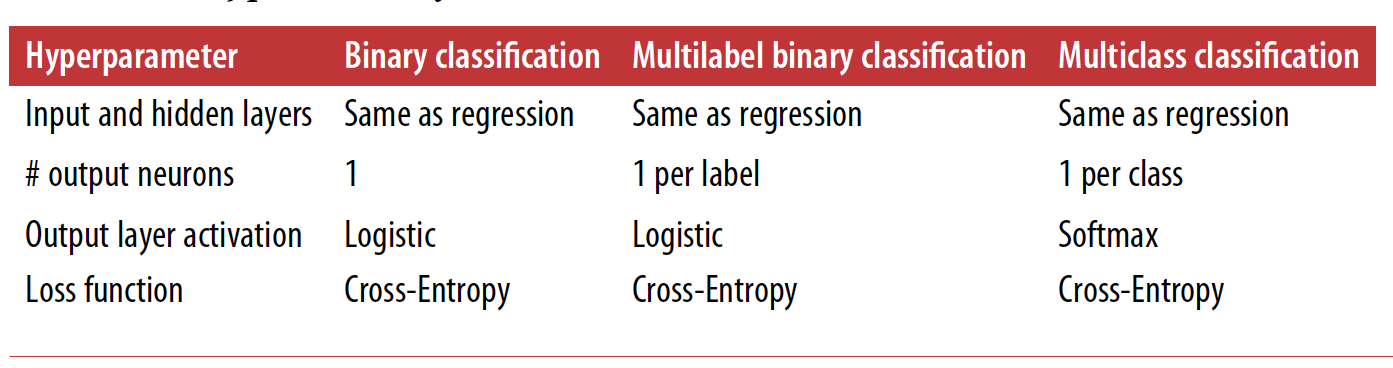 Hyperparameter Binary classification Multilabel binary classification Multiclass classification
Input and hidden layers Same as regression Same as regression Same as regression
# output neurons 1 1 per label 1 per class
Output layer activation Logistic Logistic Softmax
Loss function Cross-Entropy Cross-Entropy Cross-Entropy